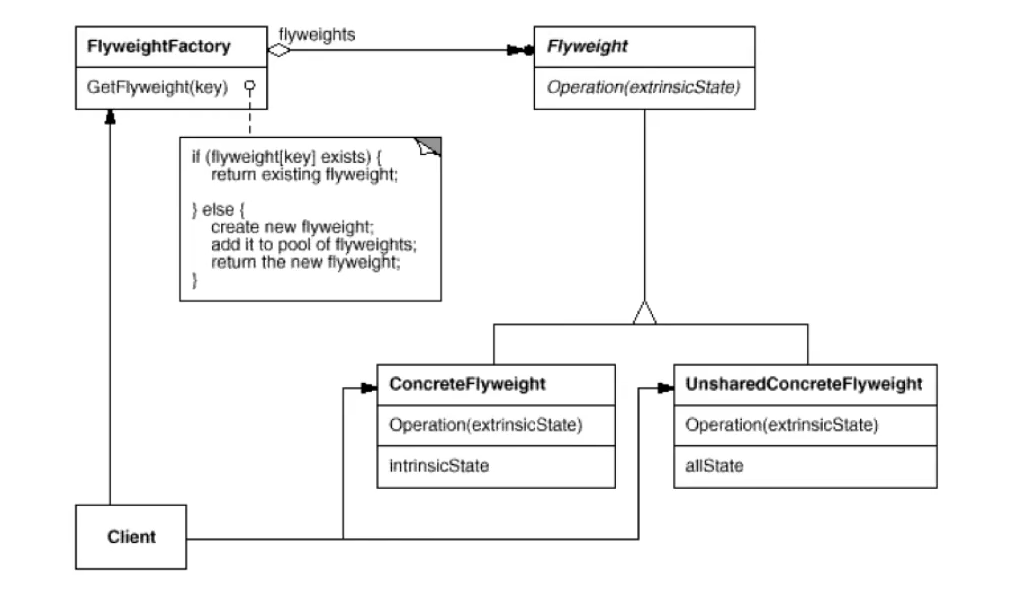 flyweights
FlyweightFactory
GetFlyweight(key)
Flyweight
Operation(extrinsicState)
if (flyweight[key] exists) {
return existing flyweight;
} else {
create new flyweight;
add it to pool of flyweights;
return the new flyweight;
}
ConcreteFlyweight
Operation(extrinsicState)
intrinsicState
UnsharedConcreteFlyweight
Operation(extrinsicState)
allState
Client